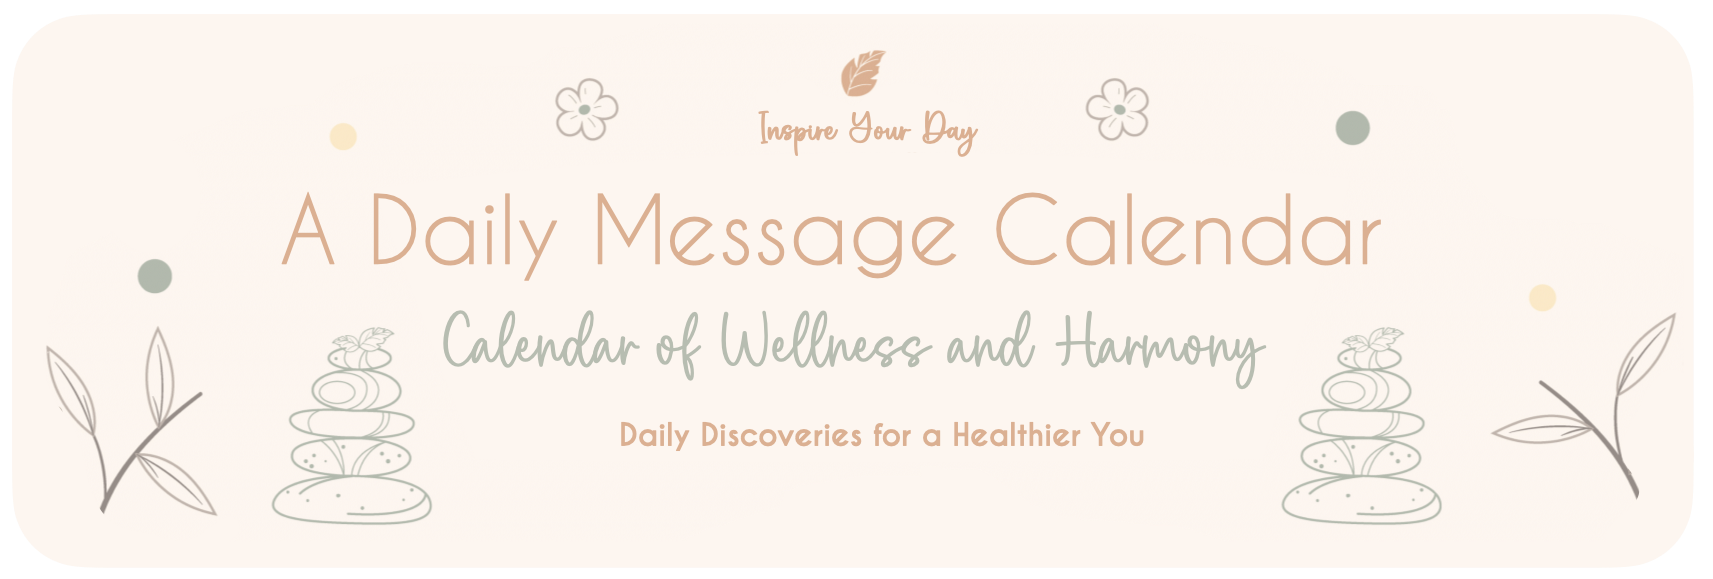 Inspire Your Day
A Daily Message Calendar
Calendar of Wellness and Harmony
Daily Discoveries for a Healthier You